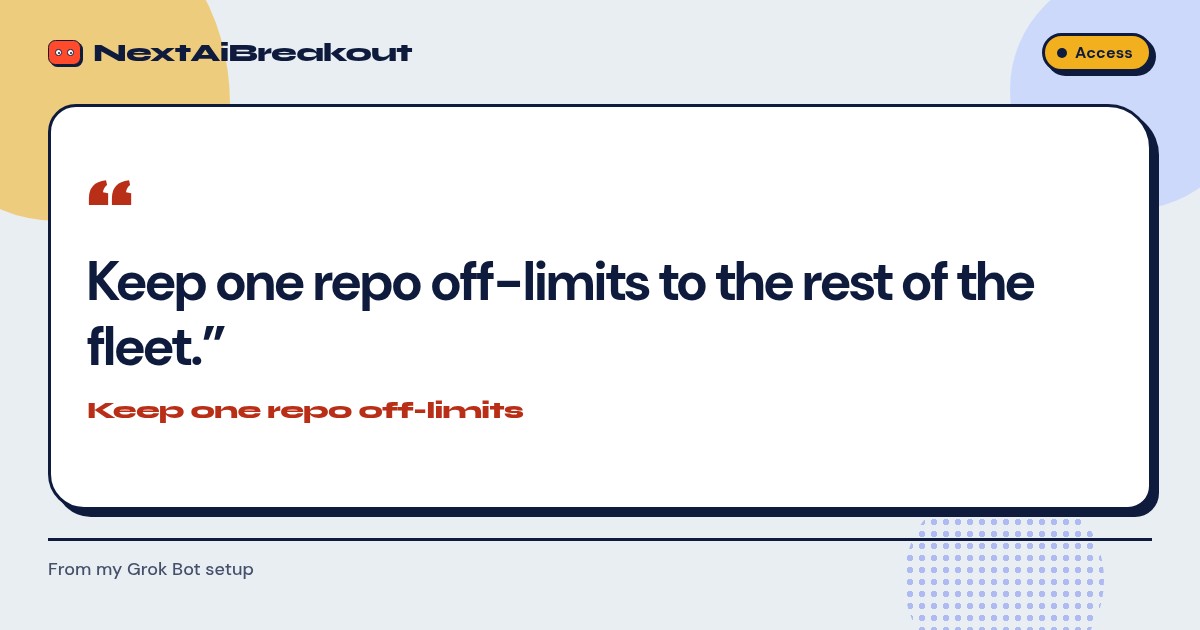 NextAiBreakout
Access
“
Keep one repo off-limits to the rest of the
fleet.”
Keep one repo off-limits
From my Grok Bot setup